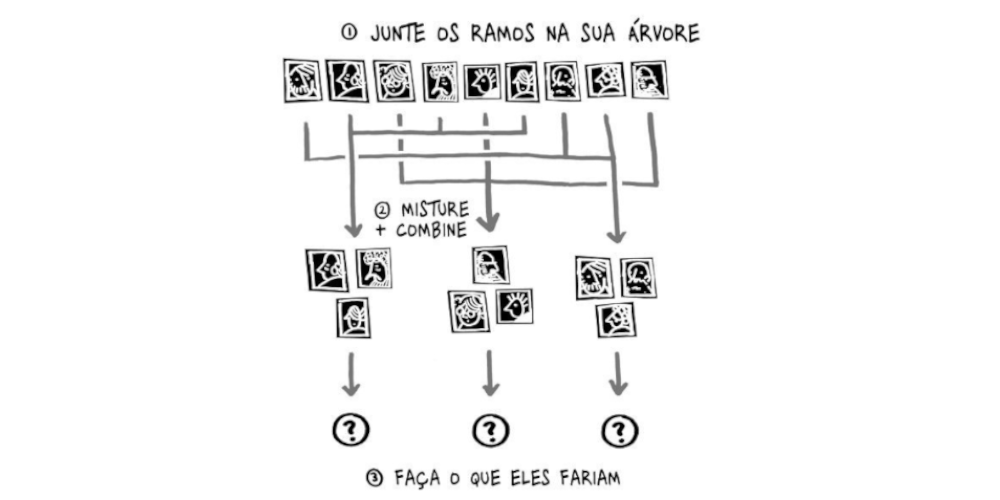 ① JUNTE OS RAMOS NA SUA ÁRVORE
② MISTURE
+ COMBINE
? ? ?
③ FAÇA O QUE ELES FARIAM